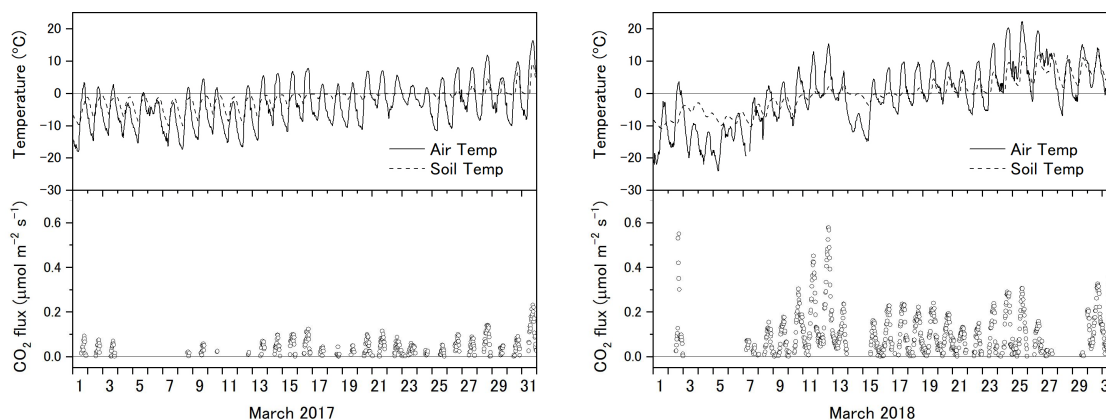 20
10
0
−10
−20
−30
Temperature (°C)
Air Temp
Soil Temp
0.6
0.4
0.2
0.0
CO2 flux (μmol m−2 s−1)
1 3 5 7 9 11 13 15 17 19 21 23 25 27 29 31
March 2017
20
10
0
−10
−20
−30
Temperature (°C)
Air Temp
Soil Temp
0.6
0.4
0.2
0.0
CO2 flux (μmol m−2 s−1)
1 3 5 7 9 11 13 15 17 19 21 23 25 27 29 3
March 2018